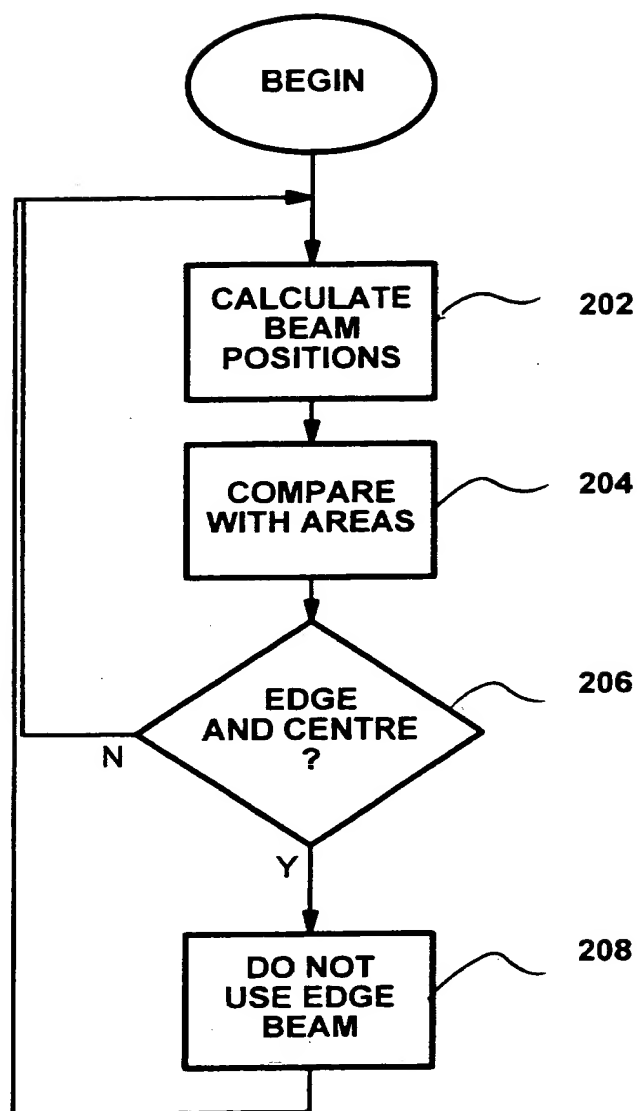 BEGIN
CALCULATE
BEAM
POSITIONS
202
COMPARE
WITH AREAS
204
EDGE
AND CENTRE
?
206
N
Y
DO NOT
USE EDGE
BEAM
208